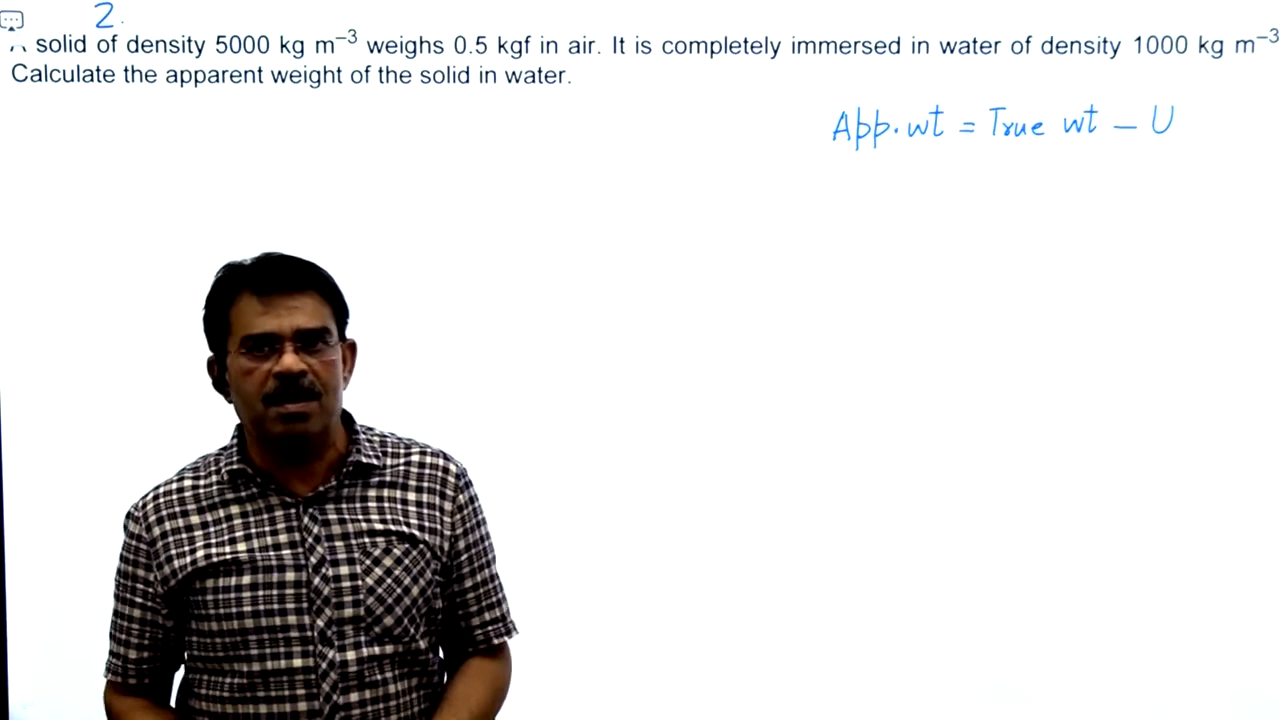 2.
A solid of density 5000 kg m⁻³ weighs 0.5 kgf in air. It is completely immersed in water of density 1000 kg m⁻³
Calculate the apparent weight of the solid in water.
App. wt = True wt – U